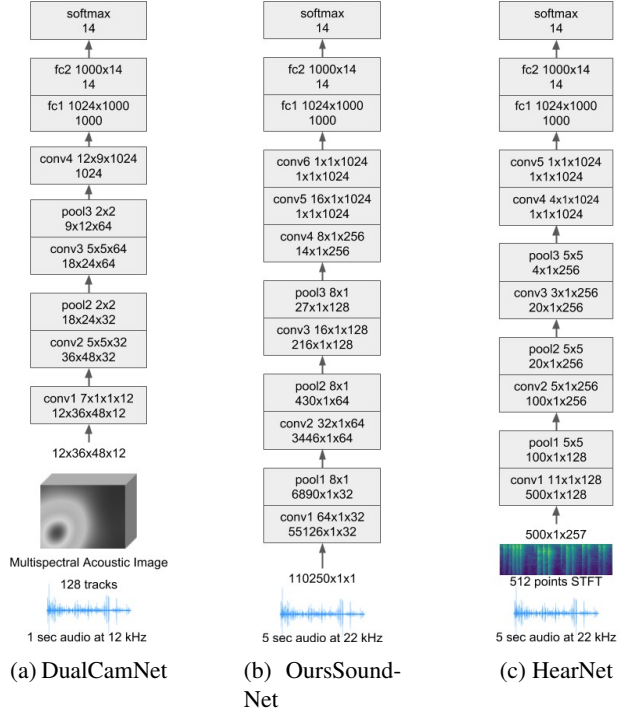 softmax
14
fc2 1000x14
14
fc1 1024x1000
1000
conv4 12x9x1024
1024
pool3 2x2
9x12x64
conv3 5x5x64
18x24x64
pool2 2x2
18x24x32
conv2 5x5x32
36x48x32
conv1 7x1x1x12
12x36x48x12
12x36x48x12
Multispectral Acoustic Image
128 tracks
1 sec audio at 12 kHz
(a) DualCamNet
softmax
14
fc2 1000x14
14
fc1 1024x1000
1000
conv6 1x1x1024
1x1x1024
conv5 16x1x1024
1x1x1024
conv4 8x1x256
14x1x256
pool3 8x1
27x1x128
conv3 16x1x128
216x1x128
pool2 8x1
430x1x64
conv2 32x1x64
3446x1x64
pool1 8x1
6890x1x32
conv1 64x1x32
55126x1x32
110250x1x1
5 sec audio at 22 kHz
(b) OursSound-
Net
softmax
14
fc2 1000x14
14
fc1 1024x1000
1000
conv5 1x1x1024
1x1x1024
conv4 4x1x1024
1x1x1024
pool3 5x5
4x1x256
conv3 3x1x256
20x1x256
pool2 5x5
20x1x256
conv2 5x1x256
100x1x256
pool1 5x5
100x1x128
conv1 11x1x128
500x1x128
500x1x257
512 points STFT
5 sec audio at 22 kHz
(c) HearNet